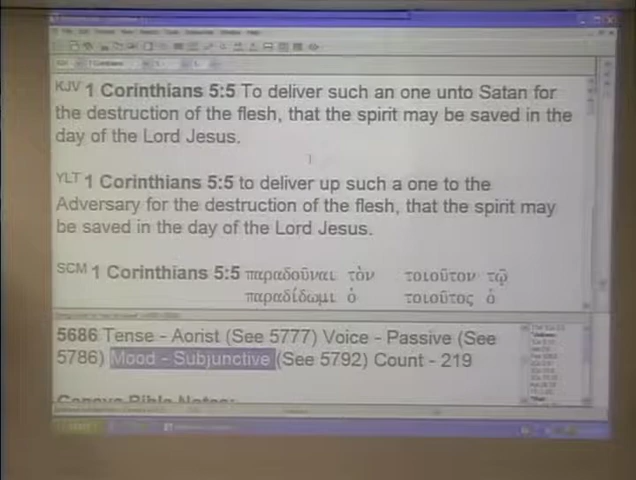 KJV 1 Corinthians 5:5 To deliver such an one unto Satan for
the destruction of the flesh, that the spirit may be saved in the
day of the Lord Jesus.
YLT 1 Corinthians 5:5 to deliver up such a one to the
Adversary for the destruction of the flesh, that the spirit may
be saved in the day of the Lord Jesus.
SCM 1 Corinthians 5:5 παραδοῦναι τὸν τοιοῦτον τῷ
παραδίδωμι ὁ τοιοῦτος ὁ
5686 Tense - Aorist (See 5777) Voice - Passive (See
5786) Mood - Subjunctive (See 5792) Count - 219
Geneva Bible Notes: